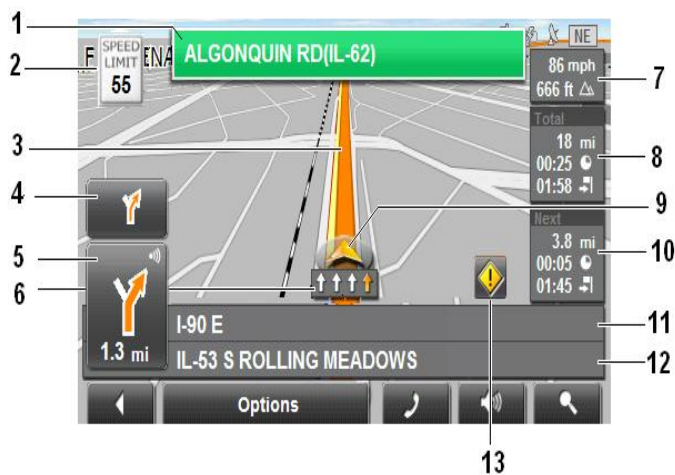 1
ALGONQUIN RD(IL-62)
NE
2
SPEED
LIMIT
55
ENA
86 mph
666 ft
7
3
Total
18 mi
00:25
01:58
8
4
9
Next
3.8 mi
00:05
01:45
10
5
6
1.3 mi
I-90 E
11
IL-53 S ROLLING MEADOWS
12
Options
13